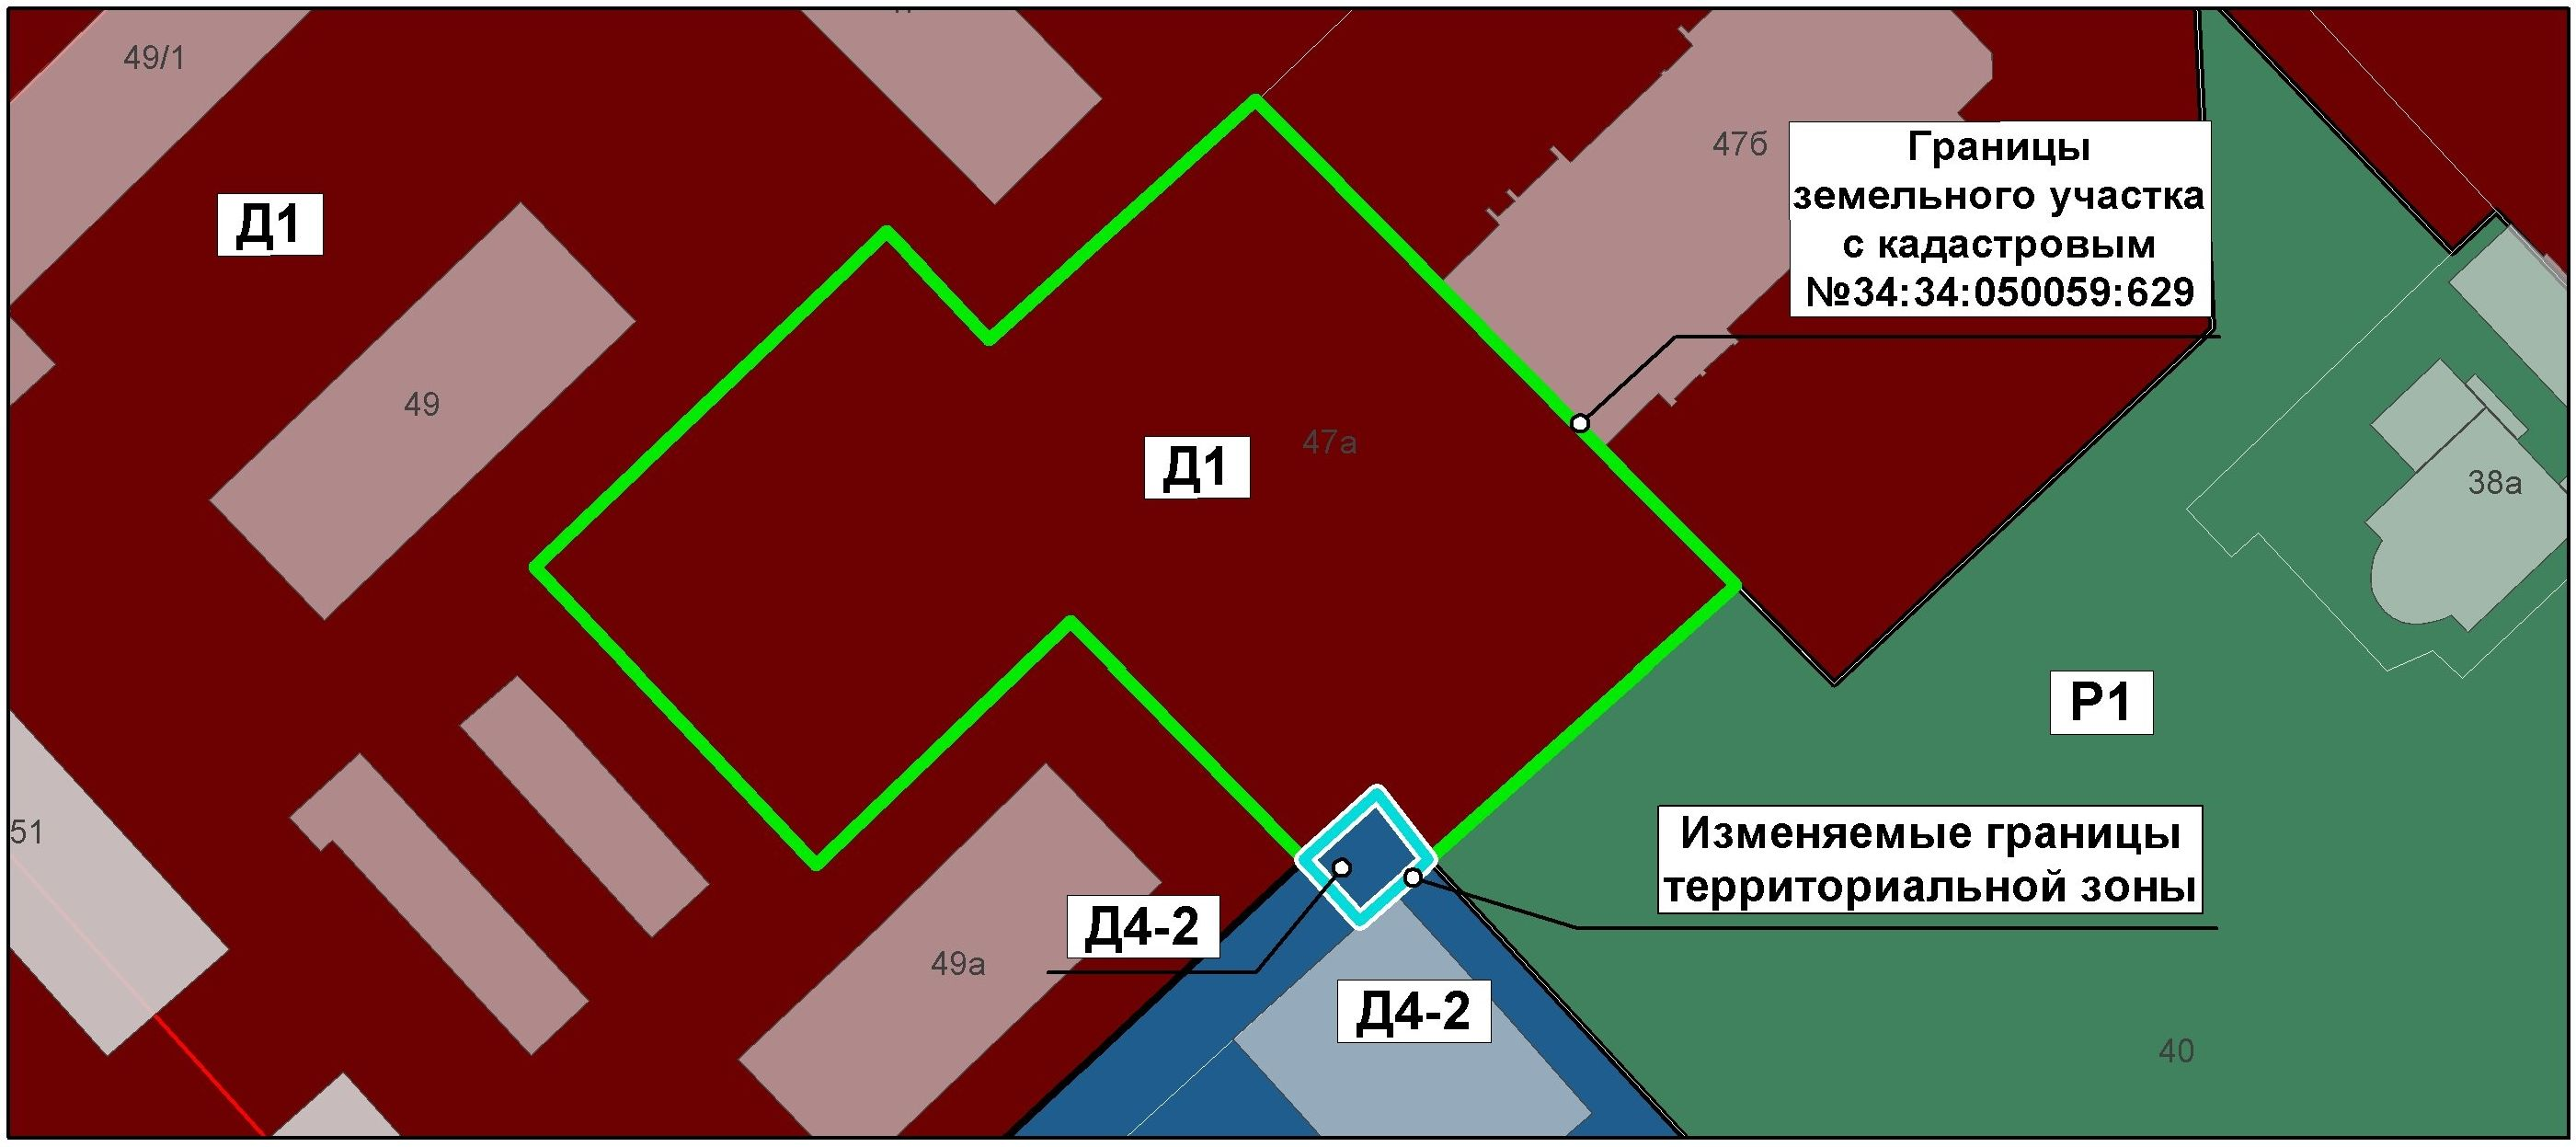 49/1
47б
Границы
земельного участка
с кадастровым
№34:34:050059:629
Д1
49
47а
Д1
38а
Р1
51
Изменяемые границы
территориальной зоны
Д4-2
49а
Д4-2
40